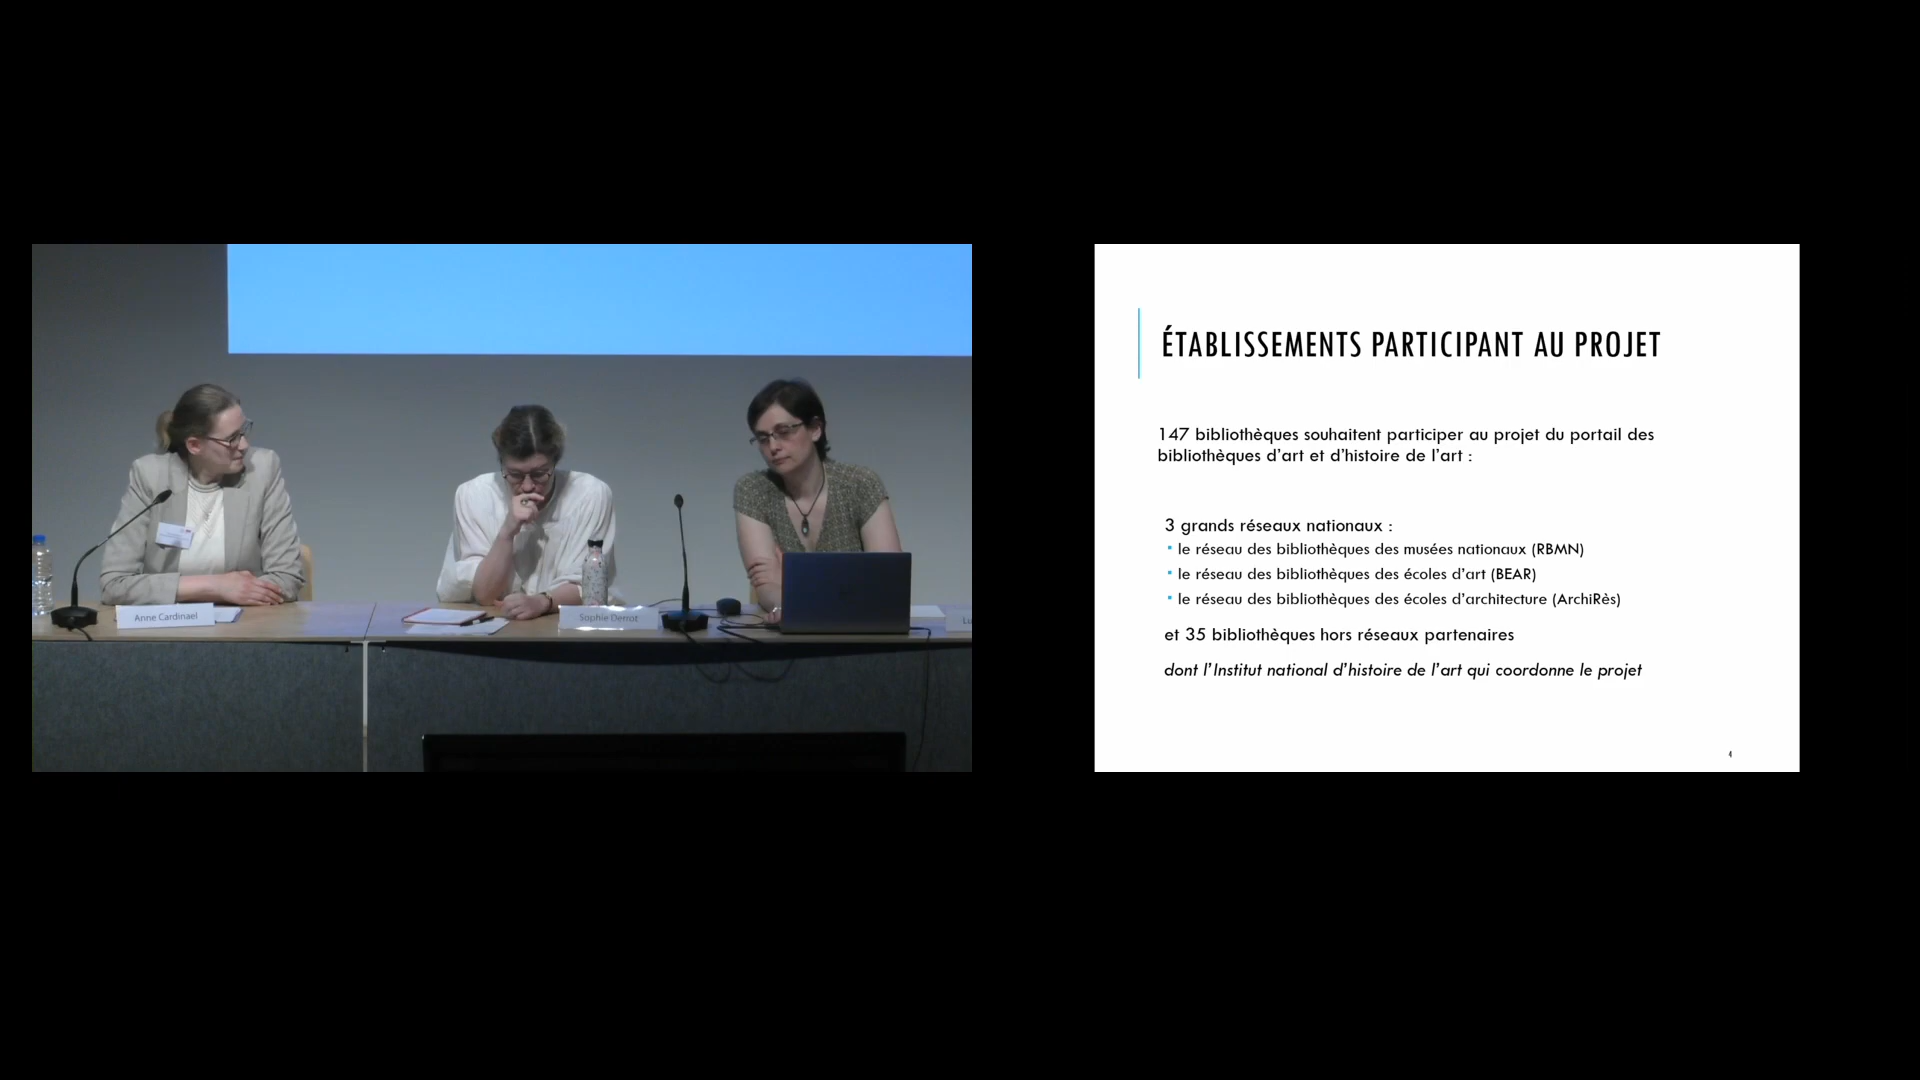 Anne Cardinael
Sophie Derrot
Lu
ÉTABLISSEMENTS PARTICIPANT AU PROJET
147 bibliothèques souhaitent participer au projet du portail des
bibliothèques d’art et d’histoire de l’art :
3 grands réseaux nationaux :
le réseau des bibliothèques des musées nationaux (RBMN)
le réseau des bibliothèques des écoles d’art (BEAR)
le réseau des bibliothèques des écoles d’architecture (ArchiRès)
et 35 bibliothèques hors réseaux partenaires
dont l’Institut national d’histoire de l’art qui coordonne le projet
4